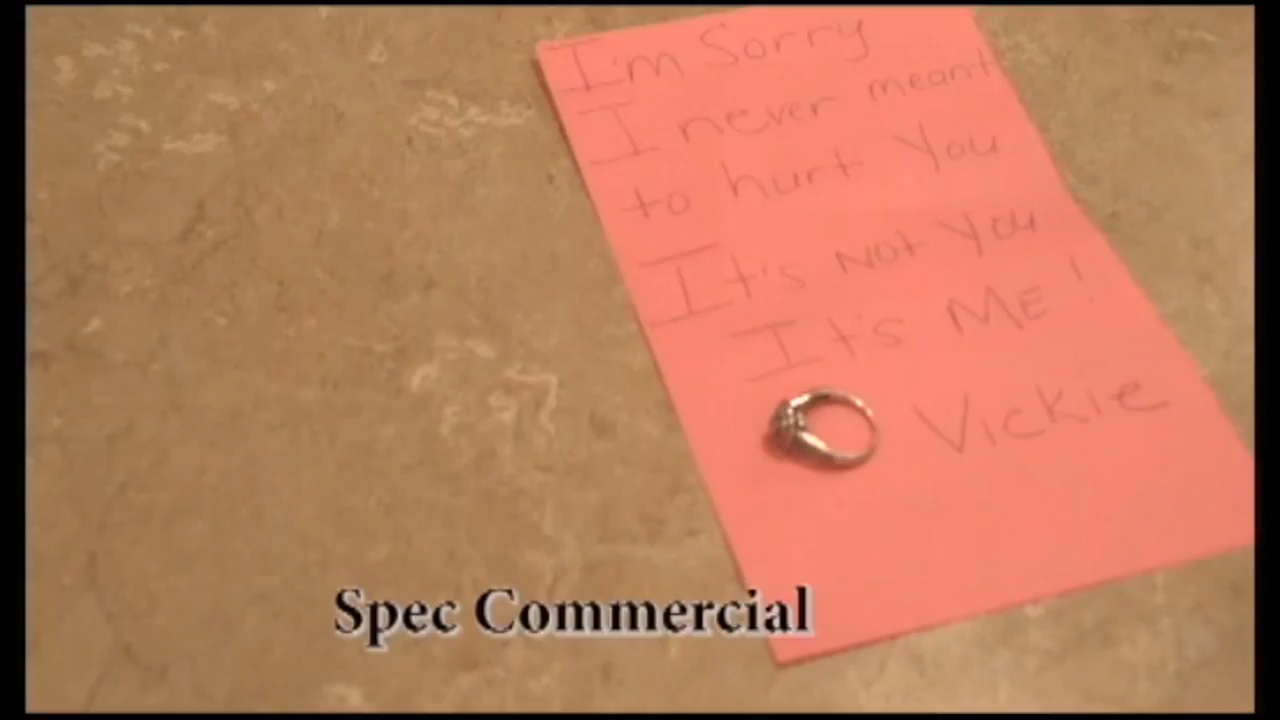 I'm Sorry
I never meant
to hurt You
It's Not You
It's ME!
Vickie
Spec Commercial